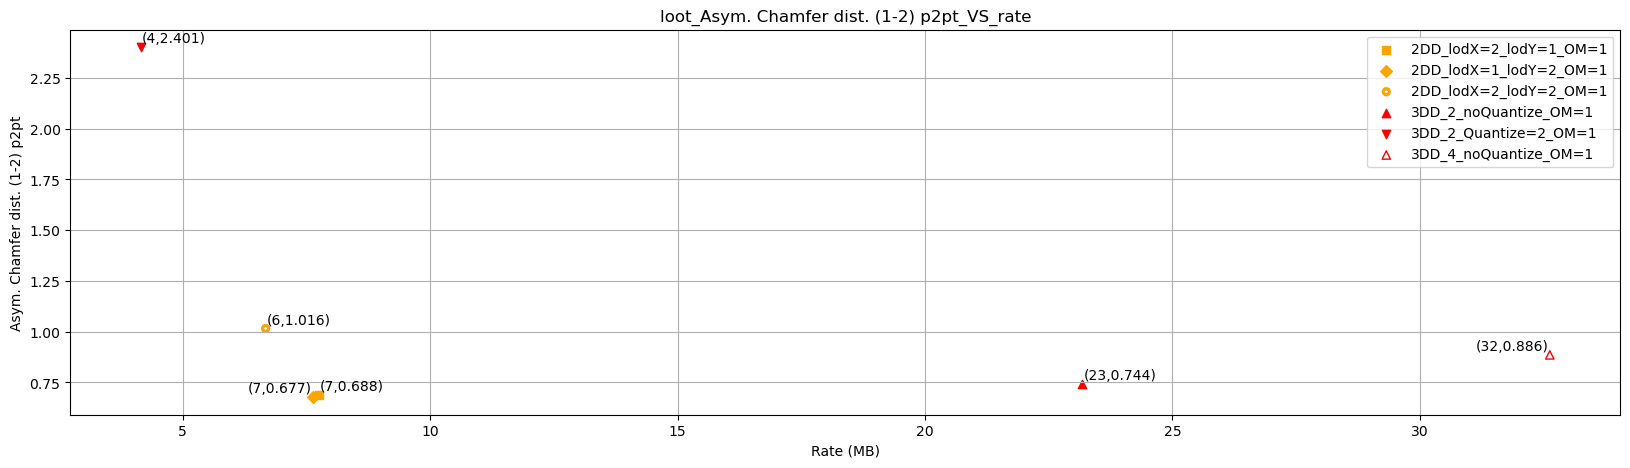 loot_Asym. Chamfer dist. (1-2) p2pt_VS_rate
(4,2.401)
2DD_lodX=2_lodY=1_OM=1
2DD_lodX=1_lodY=2_OM=1
2DD_lodX=2_lodY=2_OM=1
3DD_2_noQuantize_OM=1
3DD_2_Quantize=2_OM=1
3DD_4_noQuantize_OM=1
Asym. Chamfer dist. (1-2) p2pt
2.25
2.00
1.75
1.50
1.25
1.00
0.75
(6,1.016)
(7,0.677)
(7,0.688)
(23,0.744)
(32,0.886)
5
10
15
20
25
30
Rate (MB)